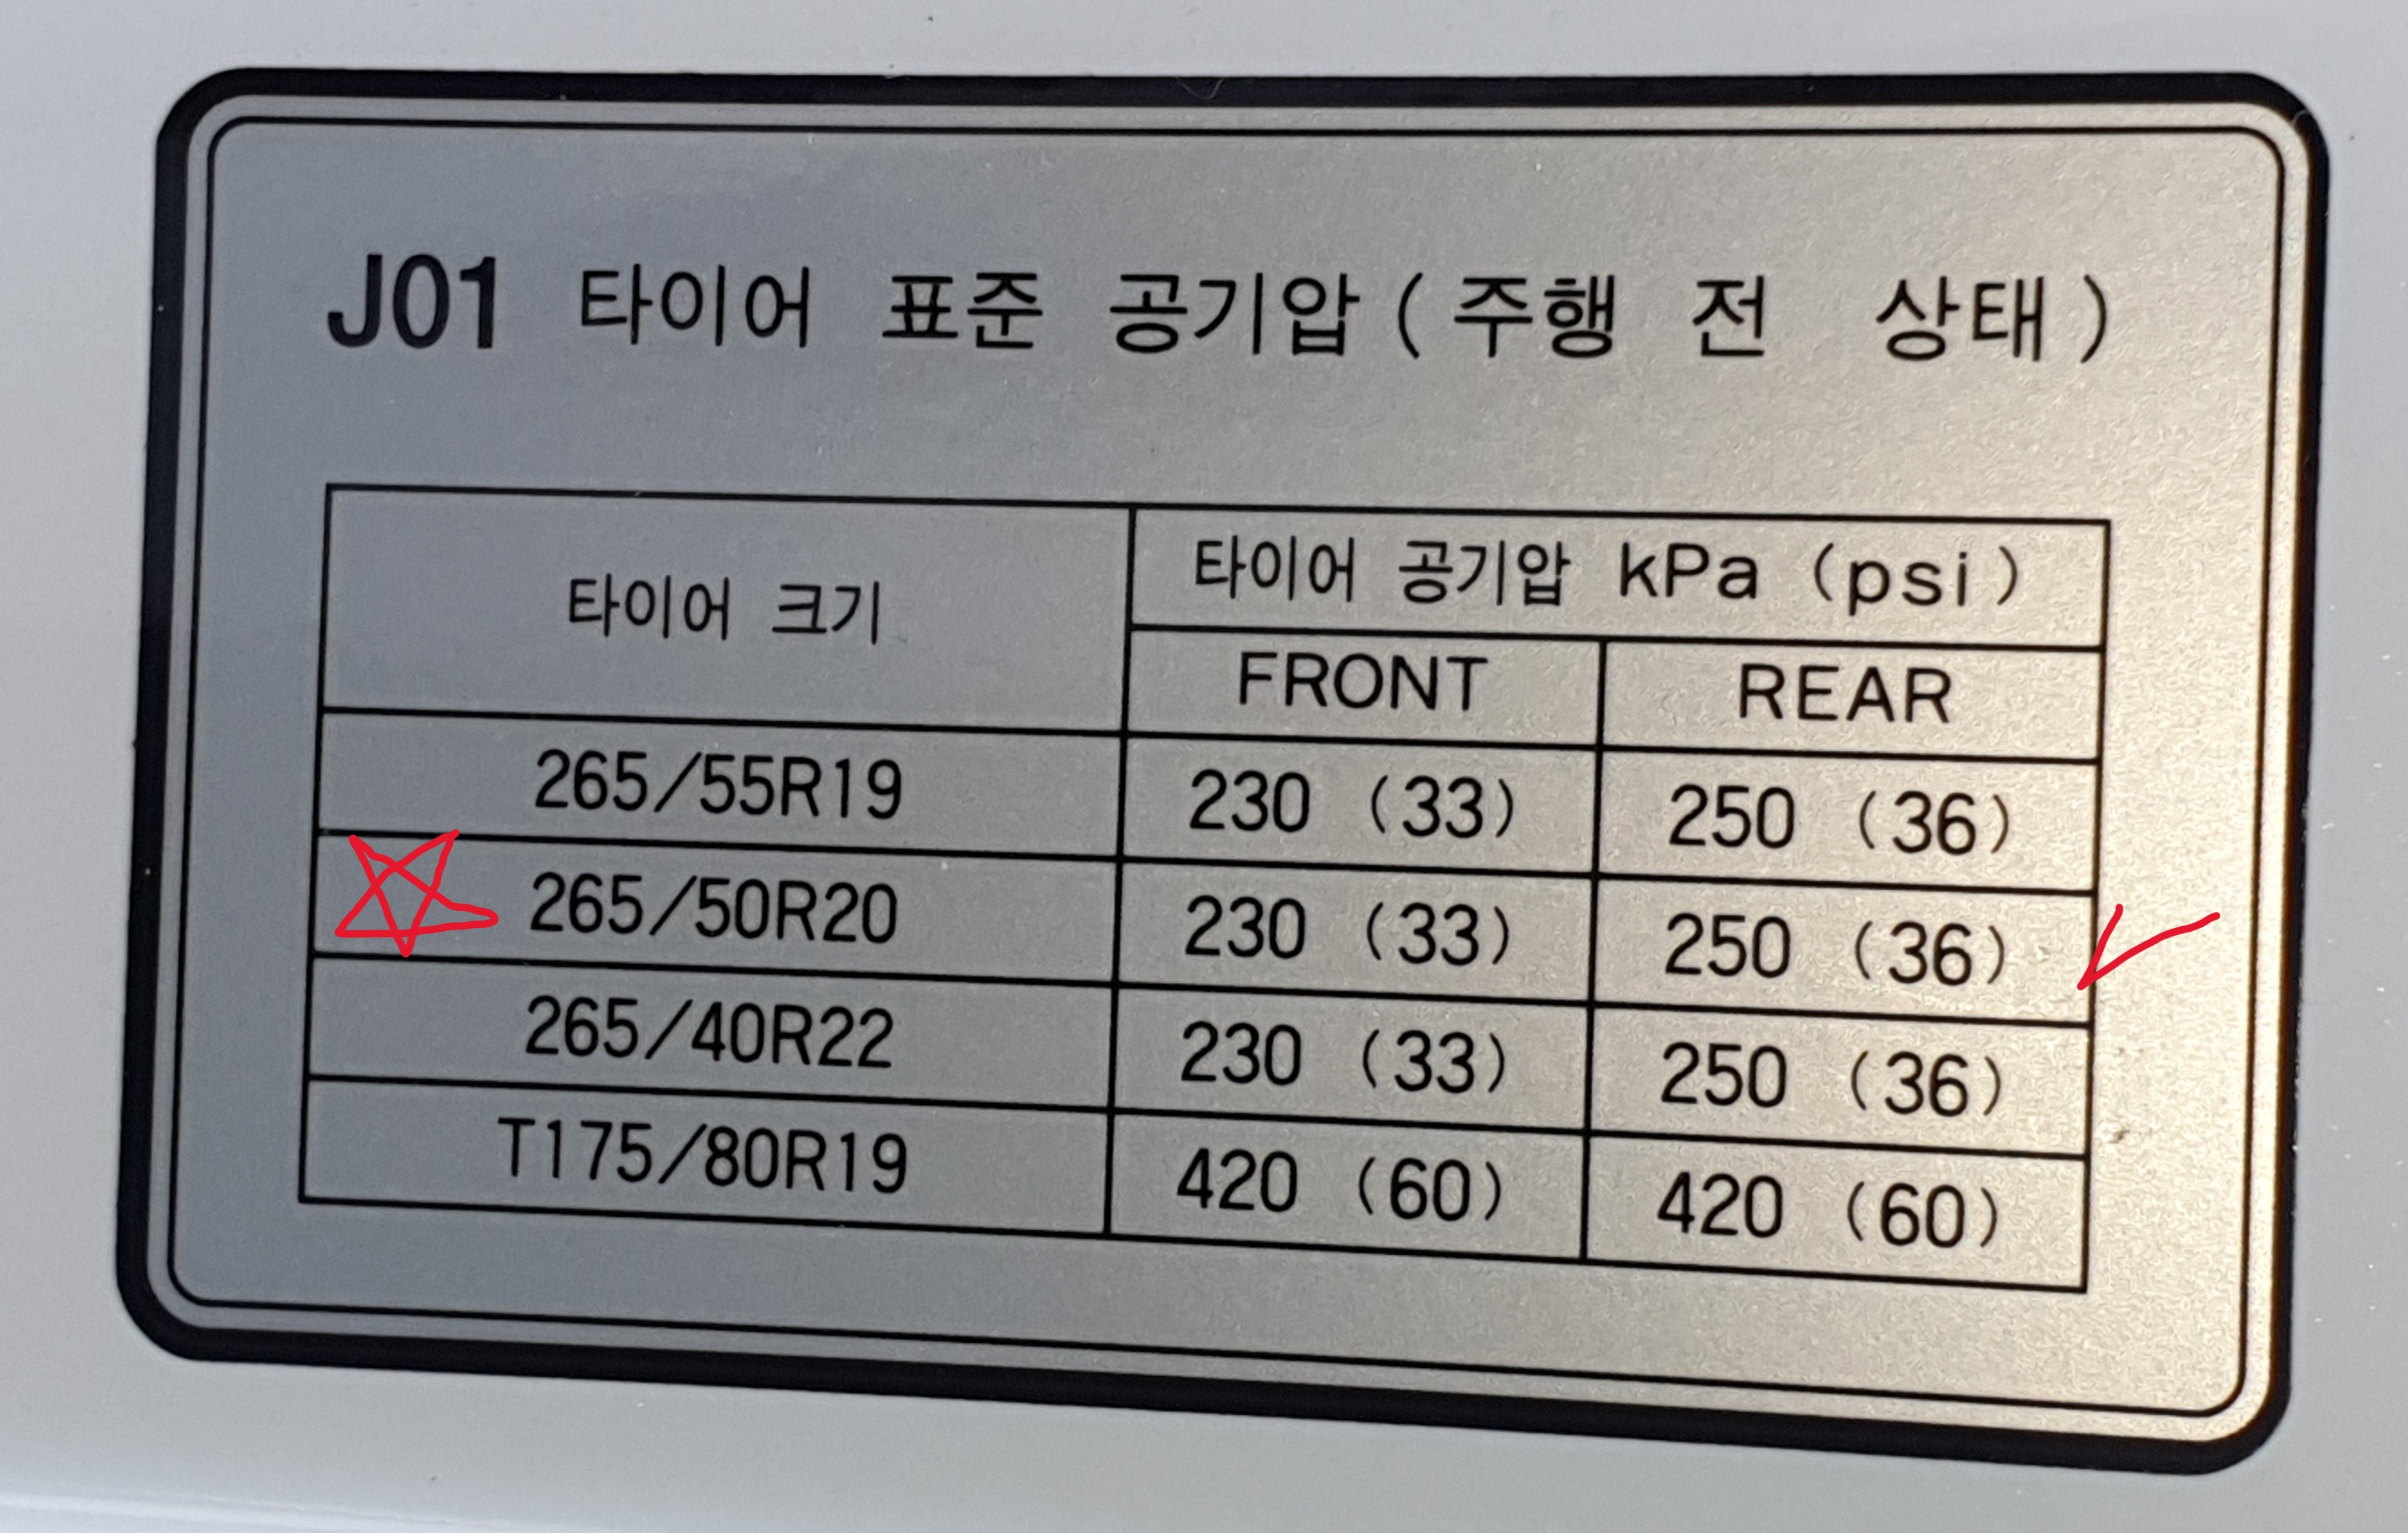 J01 타이어 표준 공기압 (주행 전 상태)
타이어 크기 타이어 공기압 kPa (psi)
FRONT REAR
265/55R19 230 (33) 250 (36)
265/50R20 230 (33) 250 (36)
265/40R22 230 (33) 250 (36)
T175/80R19 420 (60) 420 (60)